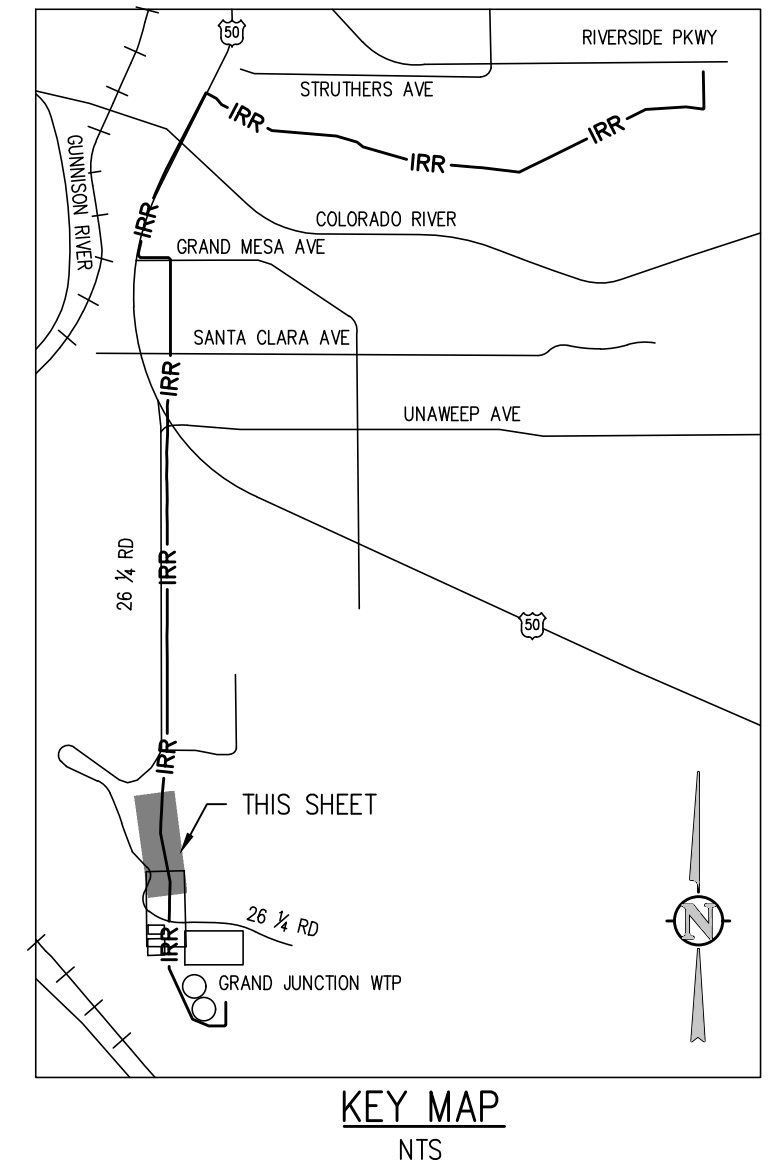 50
RIVERSIDE PKWY
STRUTHERS AVE
IRR
IRR
IRR
GUNNISON RIVER
IRR
COLORADO RIVER
GRAND MESA AVE
SANTA CLARA AVE
IRR
UNAWEEP AVE
26 ¼ RD
IRR
50
IRR
THIS SHEET
26 ¼ RD
N
IRR
GRAND JUNCTION WTP
KEY MAP
NTS